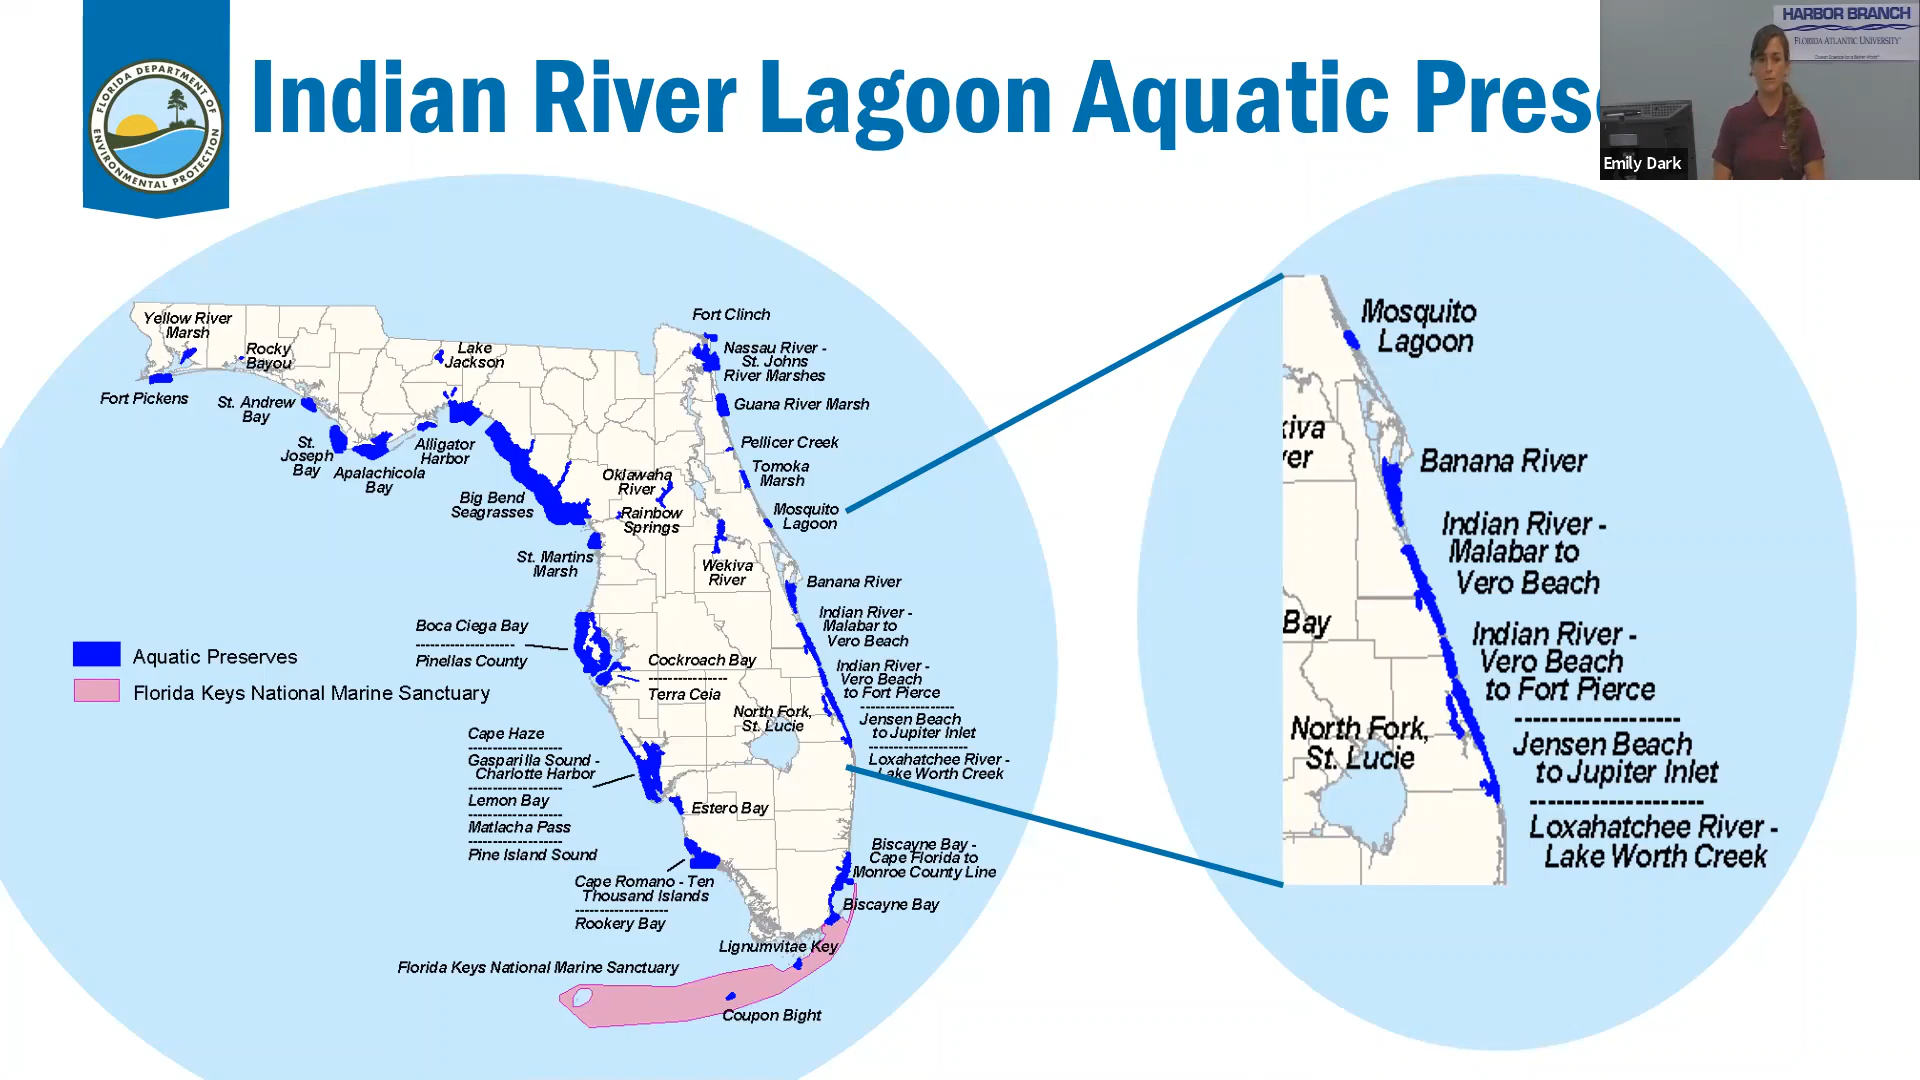 FLORIDA DEPARTMENT OF
ENVIRONMENTAL PROTECTION
Indian River Lagoon Aquatic Pres
HARBOR BRANCH
FLORIDA ATLANTIC UNIVERSITY
Emily Dark
Yellow River
Marsh
Rocky
Bayou
Lake
Jackson
Fort Pickens
St. Andrew
Bay
St.
Joseph
Bay
Apalachicola
Bay
Alligator
Harbor
Big Bend
Seagrasses
Fort Clinch
Nassau River -
St. Johns
River Marshes
Guana River Marsh
Pellicer Creek
Tomoka
Marsh
Oklawaha
River
Rainbow
Springs
Mosquito
Lagoon
St. Martins
Marsh
Wekiva
River
Banana River
Indian River -
Malabar to
Vero Beach
Boca Ciega Bay
Pinellas County
Cockroach Bay
Terra Ceia
Indian River -
Vero Beach
to Fort Pierce
Jensen Beach
to Jupiter Inlet
Loxahatchee River -
Lake Worth Creek
North Fork,
St. Lucie
Aquatic Preserves
Florida Keys National Marine Sanctuary
Cape Haze
Gasparilla Sound -
Charlotte Harbor
Lemon Bay
Matlacha Pass
Pine Island Sound
Estero Bay
Cape Romano - Ten
Thousand Islands
Rookery Bay
Biscayne Bay -
Cape Florida to
Monroe County Line
Biscayne Bay
Lignumvitae Key
Florida Keys National Marine Sanctuary
Coupon Bight
Mosquito
Lagoon
kiva
ver
Banana River
Indian River -
Malabar to
Vero Beach
Bay
Indian River -
Vero Beach
to Fort Pierce
North Fork,
St. Lucie
Jensen Beach
to Jupiter Inlet
Loxahatchee River -
Lake Worth Creek